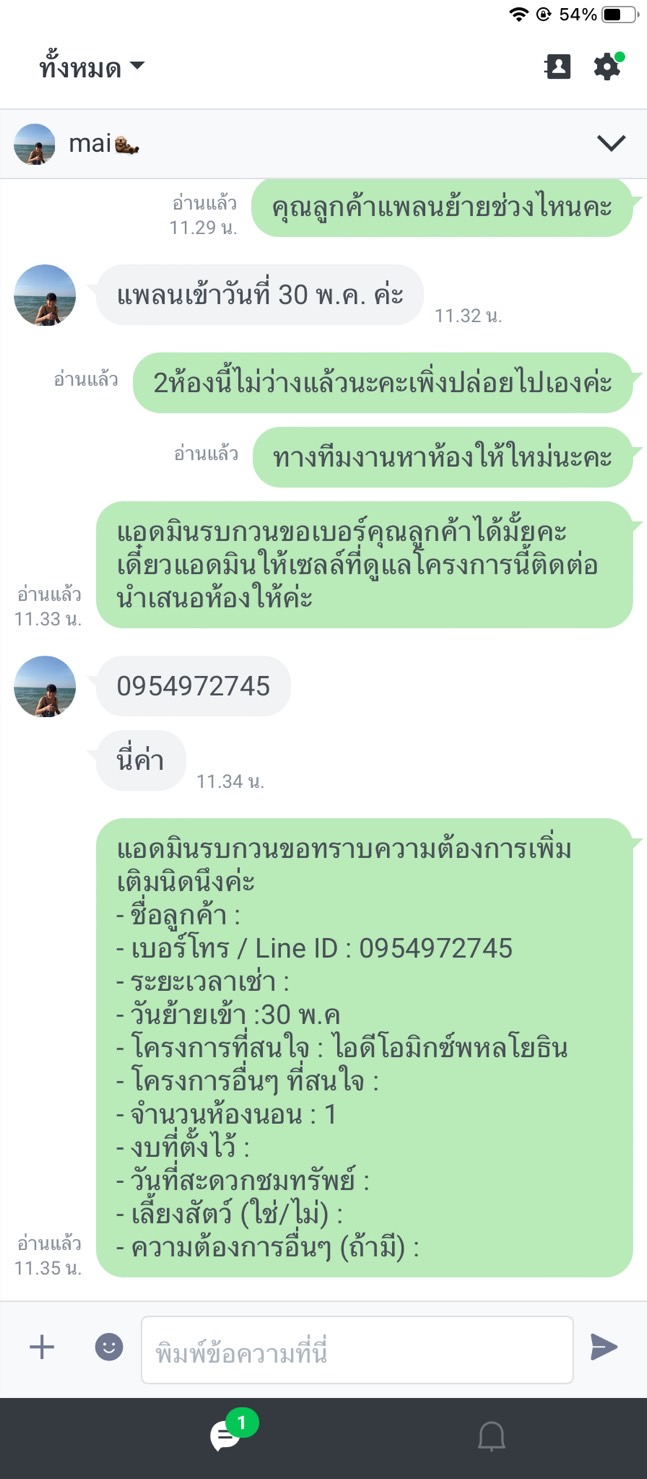 54%
ทั้งหมด
mai
อ่านแล้ว
11.29 น.
คุณลูกค้าแพลนย้ายช่วงไหนคะ
แพลนเข้าวันที่ 30 พ.ค. ค่ะ
11.32 น.
อ่านแล้ว
2ห้องนี้ไม่ว่างแล้วนะคะเพิ่งปล่อยไปเองค่ะ
อ่านแล้ว
ทางทีมงานหาห้องให้ใหม่นะคะ
แอดมินรบกวนขอเบอร์คุณลูกค้าได้มั้ยคะ
เดี๋ยวแอดมินให้เซลล์ที่ดูแลโครงการนี้ติดต่อ
นำเสนอห้องให้ค่ะ
อ่านแล้ว
11.33 น.
0954972745
นี่ค่า
11.34 น.
แอดมินรบกวนขอทราบความต้องการเพิ่ม
เติมนิดนึงค่ะ
- ชื่อลูกค้า :
- เบอร์โทร / Line ID : 0954972745
- ระยะเวลาเช่า :
- วันย้ายเข้า :30 พ.ค
- โครงการที่สนใจ : ไอดีโอมิกซ์พหลโยธิน
- โครงการอื่นๆ ที่สนใจ :
- จำนวนห้องนอน : 1
- งบที่ตั้งไว้ :
- วันที่สะดวกชมทรัพย์ :
- เลี้ยงสัตว์ (ใช่/ไม่) :
- ความต้องการอื่นๆ (ถ้ามี) :
อ่านแล้ว
11.35 น.
พิมพ์ข้อความที่นี่
1